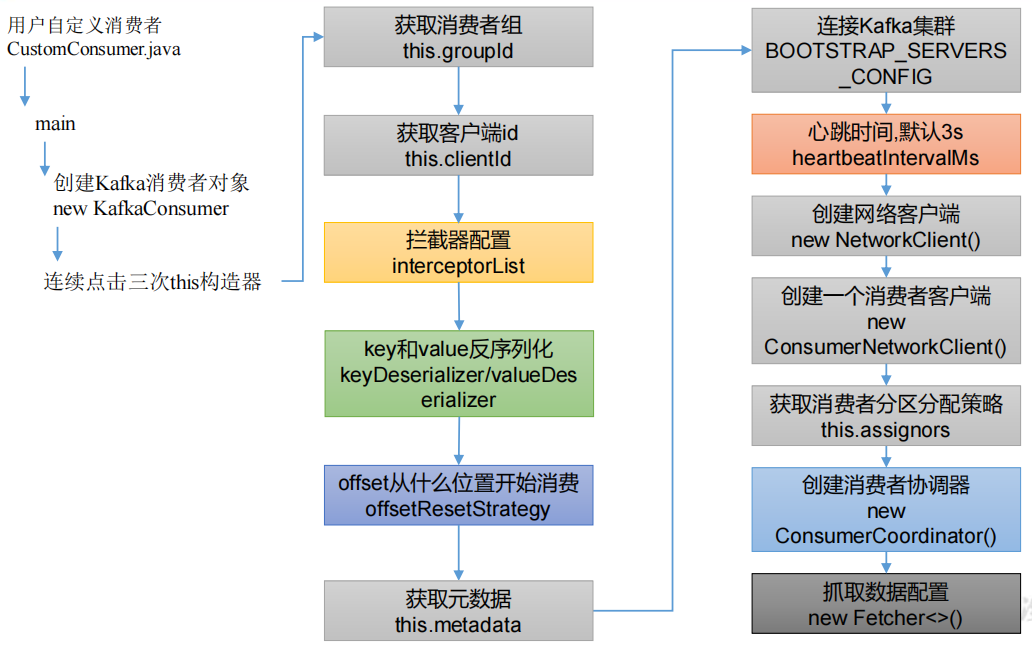 用户自定义消费者
CustomConsumer.java
main
创建Kafka消费者对象
new KafkaConsumer
连续点击三次this构造器
获取消费者组
this.groupId
获取客户端id
this.clientId
拦截器配置
interceptorList
key和value反序列化
keyDeserializer/valueDes
erializer
offset从什么位置开始消费
offsetResetStrategy
获取元数据
this.metadata
连接Kafka集群
BOOTSTRAP_SERVERS
_CONFIG
心跳时间,默认3s
heartbeatIntervalMs
创建网络客户端
new NetworkClient()
创建一个消费者客户端
new
ConsumerNetworkClient()
获取消费者分区分配策略
this.assignors
创建消费者协调器
new
ConsumerCoordinator()
抓取数据配置
new Fetcher<>()